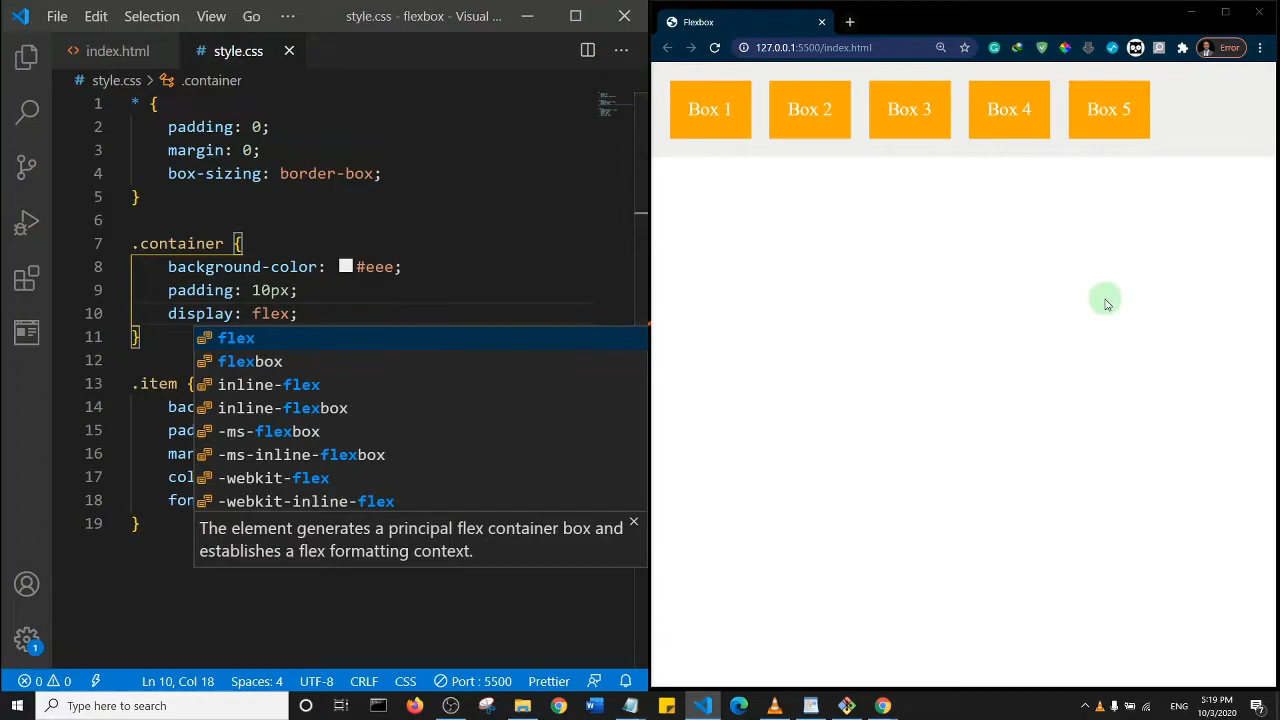 File Edit Selection View Go ··· style.css - flexbox - Visual ...
index.html style.css
# style.css > .container
1 * {
2 padding: 0;
3 margin: 0;
4 box-sizing: border-box;
5 }
6
7 .container {
8 background-color: #eee;
9 padding: 10px;
10 display: flex;
11 }
12
13 .item {
14 bac
15 pad
16 mar
17 col
18 fon
19 }
flex
flexbox
inline-flex
inline-flexbox
-ms-flexbox
-ms-inline-flexbox
-webkit-flex
-webkit-inline-flex
The element generates a principal flex container box and
establishes a flex formatting context.
1
0 0 Ln 10, Col 18 Spaces: 4 UTF-8 CRLF CSS Port : 5500 Prettier
Flexbox
127.0.0.1:5500/index.html Error
Box 1 Box 2 Box 3 Box 4 Box 5
Type here to search
ENG 5:19 PM
10/3/2020 7